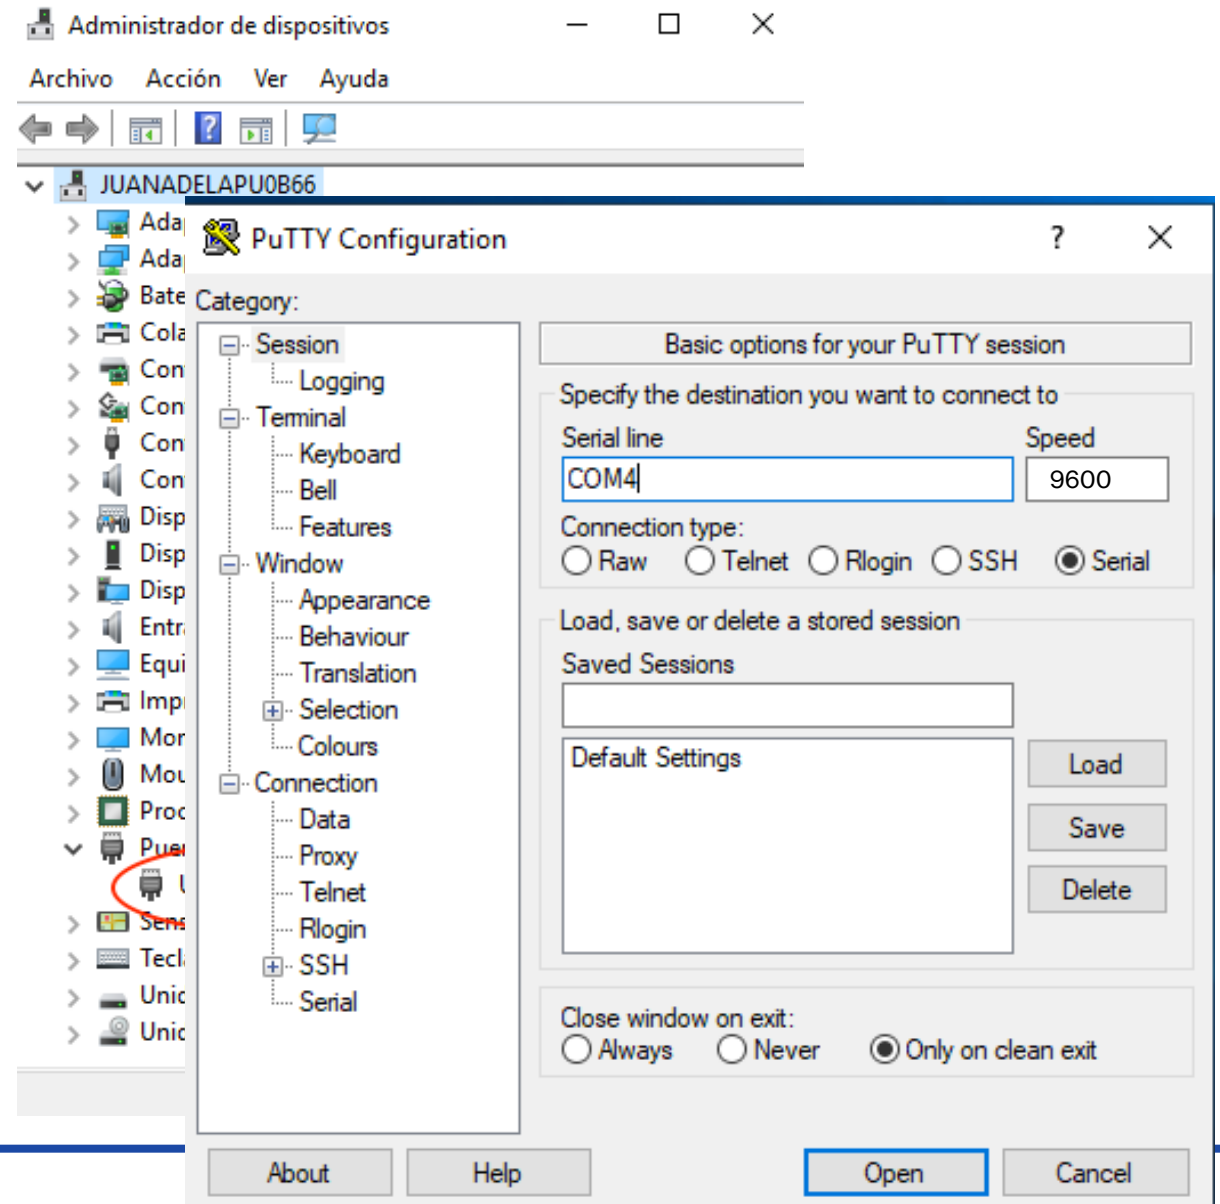 Administrador de dispositivos
Archivo Acción Ver Ayuda
JUANADELAPU0B66
PuTTY Configuration
Category:
Session
Logging
Terminal
Keyboard
Bell
Features
Window
Appearance
Behaviour
Translation
Selection
Colours
Connection
Data
Proxy
Telnet
Rlogin
SSH
Serial
Basic options for your PuTTY session
Specify the destination you want to connect to
Serial line Speed
COM4 9600
Connection type:
Raw Telnet Rlogin SSH Serial
Load, save or delete a stored session
Saved Sessions
Default Settings
Load
Save
Delete
Close window on exit:
Always Never Only on clean exit
About Help Open Cancel